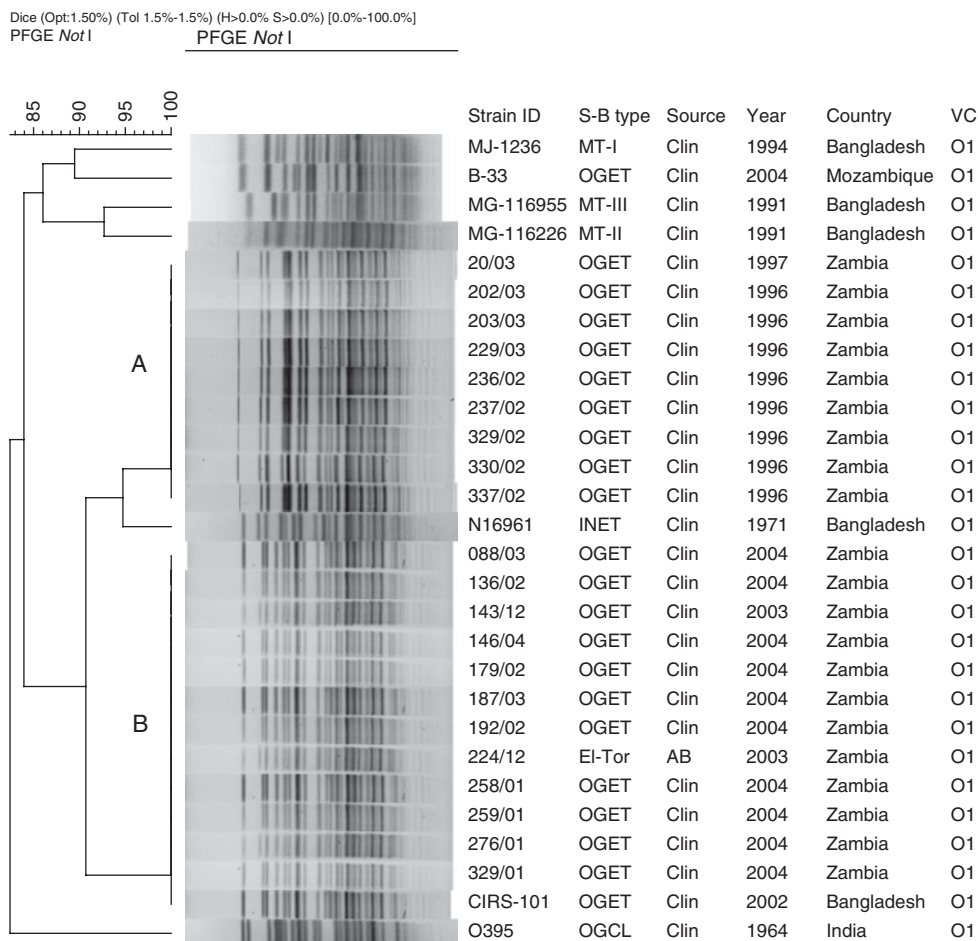 Dice (Opt:1.50%) (Tol 1.5%-1.5%) (H>0.0% S>0.0%) [0.0%-100.0%]
PFGE Not I PFGE Not I
85 90 95 100
Strain ID S-B type Source Year Country VC
MJ-1236 MT-I Clin 1994 Bangladesh O1
B-33 OGET Clin 2004 Mozambique O1
MG-116955 MT-III Clin 1991 Bangladesh O1
MG-116226 MT-II Clin 1991 Bangladesh O1
20/03 OGET Clin 1997 Zambia O1
202/03 OGET Clin 1996 Zambia O1
203/03 OGET Clin 1996 Zambia O1
A 229/03 OGET Clin 1996 Zambia O1
236/02 OGET Clin 1996 Zambia O1
237/02 OGET Clin 1996 Zambia O1
329/02 OGET Clin 1996 Zambia O1
330/02 OGET Clin 1996 Zambia O1
337/02 OGET Clin 1996 Zambia O1
N16961 INET Clin 1971 Bangladesh O1
088/03 OGET Clin 2004 Zambia O1
136/02 OGET Clin 2004 Zambia O1
143/12 OGET Clin 2003 Zambia O1
146/04 OGET Clin 2004 Zambia O1
179/02 OGET Clin 2004 Zambia O1
187/03 OGET Clin 2004 Zambia O1
B 192/02 OGET Clin 2004 Zambia O1
224/12 El-Tor AB 2003 Zambia O1
258/01 OGET Clin 2004 Zambia O1
259/01 OGET Clin 2004 Zambia O1
276/01 OGET Clin 2004 Zambia O1
329/01 OGET Clin 2004 Zambia O1
CIRS-101 OGET Clin 2002 Bangladesh O1
O395 OGCL Clin 1964 India O1